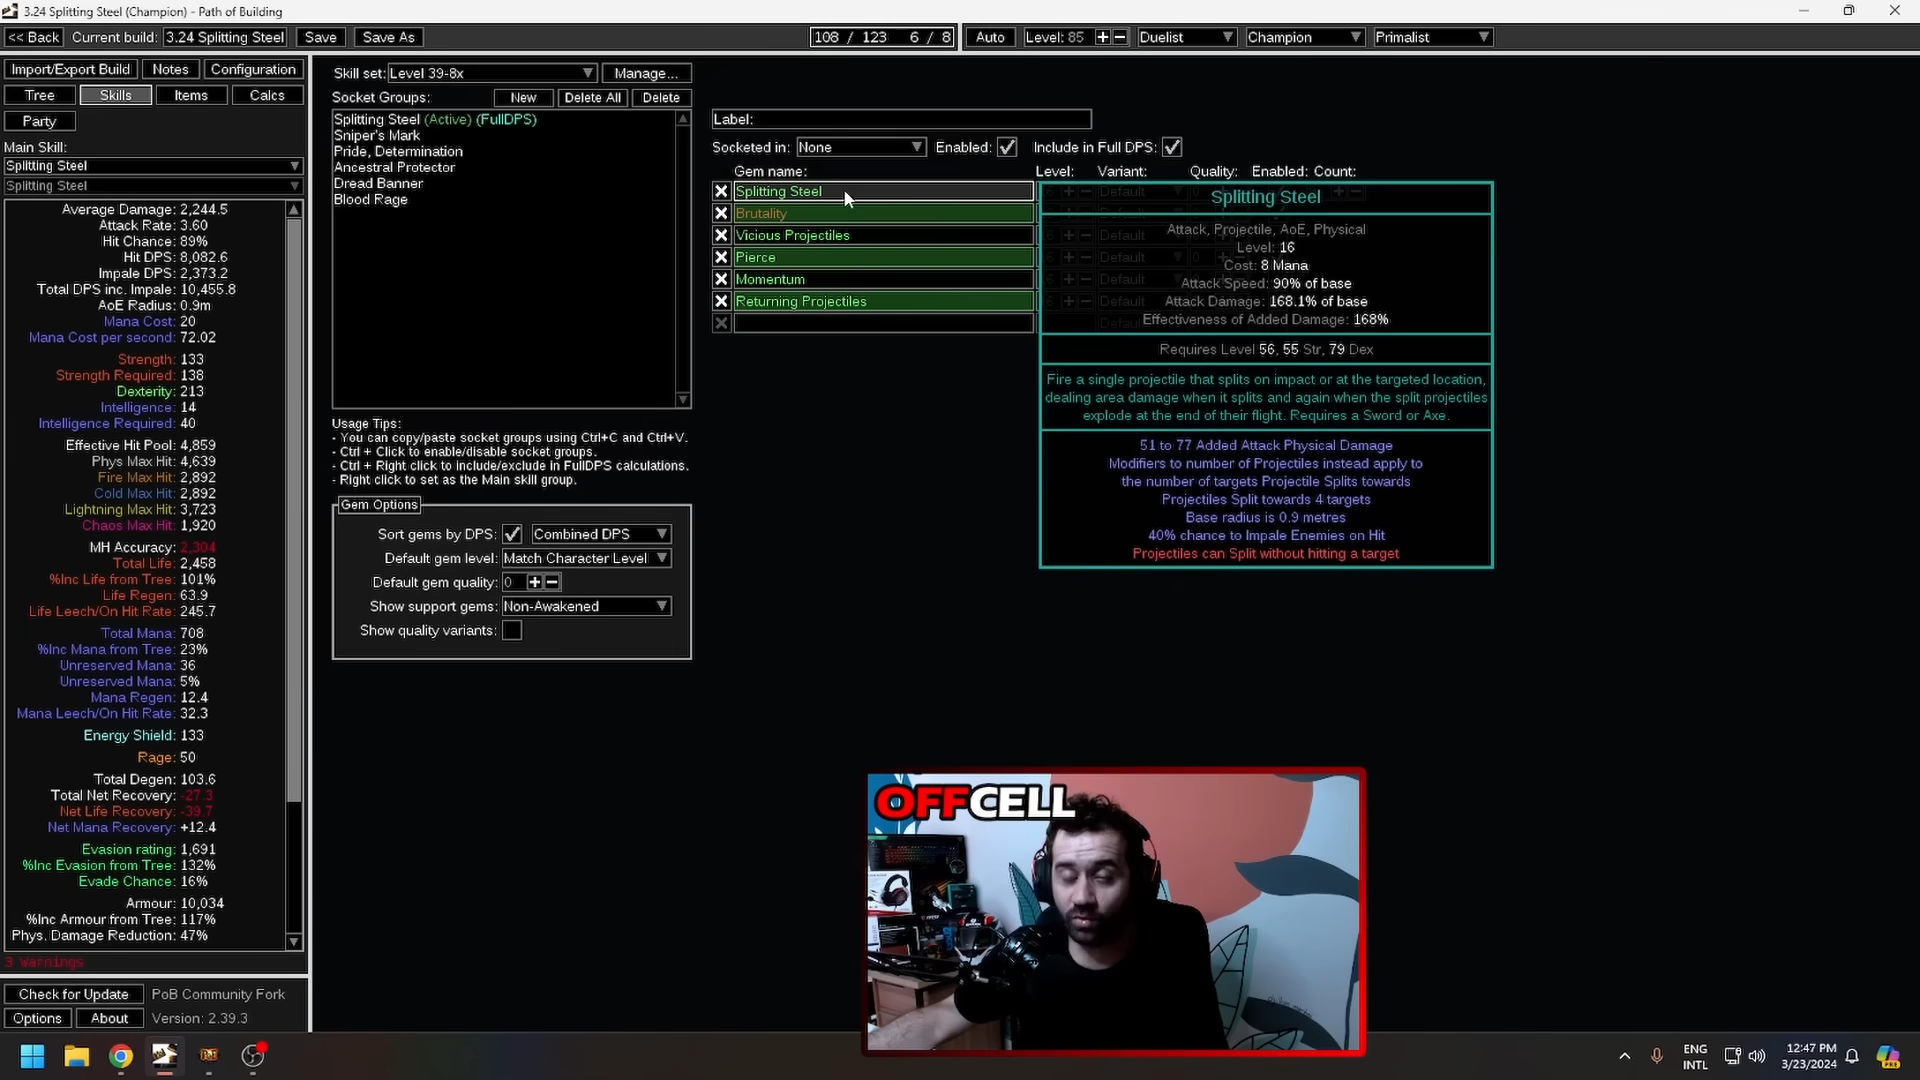 3.24 Splitting Steel (Champion) - Path of Building
<< Back Current build: 3.24 Splitting Steel Save Save As 108 / 123 6 / 8 Auto Level: 85 Duelist Champion Primalist
Import/Export Build Notes Configuration
Tree Skills Items Calcs
Party
Main Skill:
Splitting Steel
Splitting Steel
Average Damage: 2,244.5
Attack Rate: 3.60
Hit Chance: 89%
Hit DPS: 8,082.6
Impale DPS: 2,373.2
Total DPS inc. Impale: 10,455.8
AoE Radius: 0.9m
Mana Cost: 20
Mana Cost per second: 72.02
Strength: 133
Strength Required: 138
Dexterity: 213
Intelligence: 14
Intelligence Required: 40
Effective Hit Pool: 4,859
Phys Max Hit: 4,639
Fire Max Hit: 2,892
Cold Max Hit: 2,892
Lightning Max Hit: 3,723
Chaos Max Hit: 1,920
MH Accuracy: 2,304
Total Life: 2,458
%Inc Life from Tree: 101%
Life Regen: 63.9
Life Leech/On Hit Rate: 245.7
Total Mana: 708
%Inc Mana from Tree: 23%
Unreserved Mana: 36
Unreserved Mana: 5%
Mana Regen: 12.4
Mana Leech/On Hit Rate: 32.3
Energy Shield: 133
Rage: 50
Total Degen: 103.6
Total Net Recovery: -27.3
Net Life Recovery: -39.7
Net Mana Recovery: +12.4
Evasion rating: 1,691
%Inc Evasion from Tree: 132%
Evade Chance: 16%
Armour: 10,034
%Inc Armour from Tree: 117%
Phys. Damage Reduction: 47%
3 Warnings
Check for Update PoB Community Fork
Options About Version: 2.39.3
Skill set: Level 39-8x Manage...
Socket Groups: New Delete All Delete
Splitting Steel (Active) (FullDPS)
Sniper's Mark
Pride, Determination
Ancestral Protector
Dread Banner
Blood Rage
Usage Tips:
- You can copy/paste socket groups using Ctrl+C and Ctrl+V.
- Ctrl + Click to enable/disable socket groups.
- Ctrl + Right click to include/exclude in FullDPS calculations.
- Right click to set as the Main skill group.
Gem Options
Sort gems by DPS: Combined DPS
Default gem level: Match Character Level
Default gem quality: 0
Show support gems: Non-Awakened
Show quality variants:
Label:
Socketed in: None Enabled: Include in Full DPS:
Gem name: Level: Variant: Quality: Enabled: Count:
Splitting Steel
Brutality
Vicious Projectiles
Pierce
Momentum
Returning Projectiles
Splitting Steel
Attack, Projectile, AoE, Physical
Level: 16
Cost: 8 Mana
Attack Speed: 90% of base
Attack Damage: 168.1% of base
Effectiveness of Added Damage: 168%
Requires Level 56, 55 Str, 79 Dex
Fire a single projectile that splits on impact or at the targeted location,
dealing area damage when it splits and again when the split projectiles
explode at the end of their flight. Requires a Sword or Axe.
51 to 77 Added Attack Physical Damage
Modifiers to number of Projectiles instead apply to
the number of targets Projectile Splits towards
Projectiles Split towards 4 targets
Base radius is 0.9 metres
40% chance to Impale Enemies on Hit
Projectiles can Split without hitting a target
OFFCELL
ENG
INTL
12:47 PM
3/23/2024